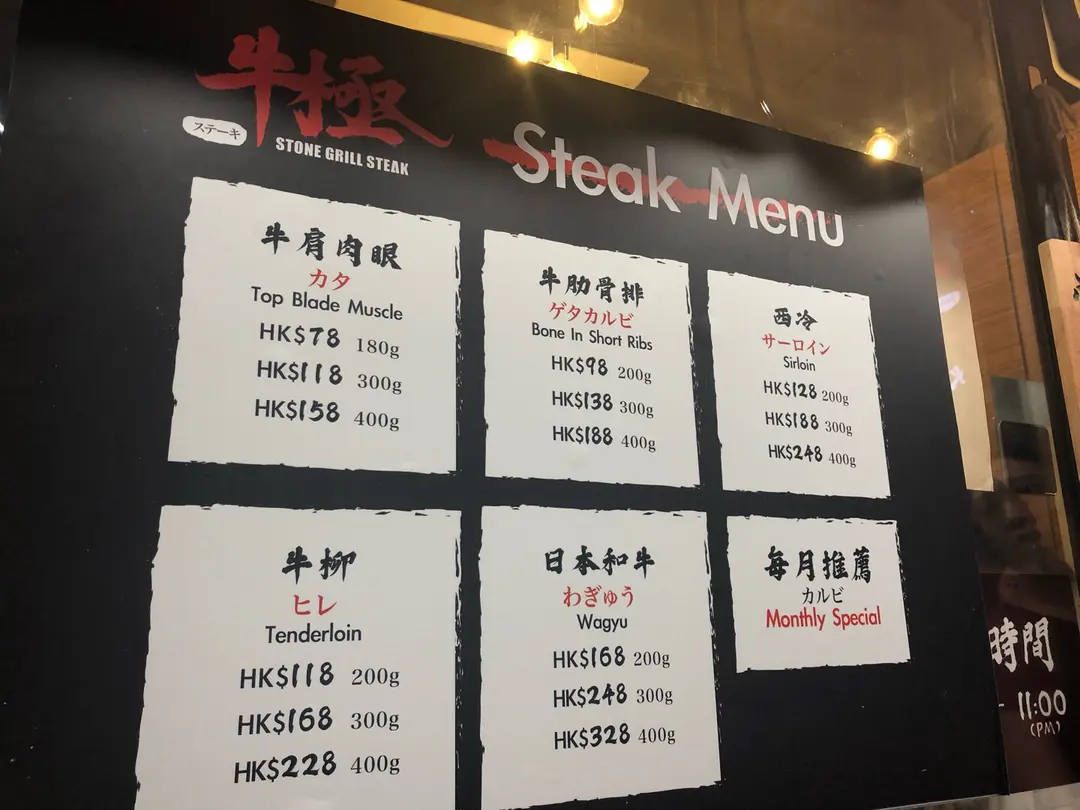 牛極
ステーキ
STONE GRILL STEAK
Steak Menu
牛肩肉眼
カタ
Top Blade Muscle
HK$78 180g
HK$118 300g
HK$158 400g
牛肋骨排
ゲタカルビ
Bone In Short Ribs
HK$98 200g
HK$138 300g
HK$188 400g
西冷
サーロイン
Sirloin
HK$128 200g
HK$188 300g
HK$248 400g
牛柳
ヒレ
Tenderloin
HK$118 200g
HK$168 300g
HK$228 400g
日本和牛
わぎゅう
Wagyu
HK$168 200g
HK$248 300g
HK$328 400g
每月推薦
カルビ
Monthly Special
時間
- 11:00
(PM)